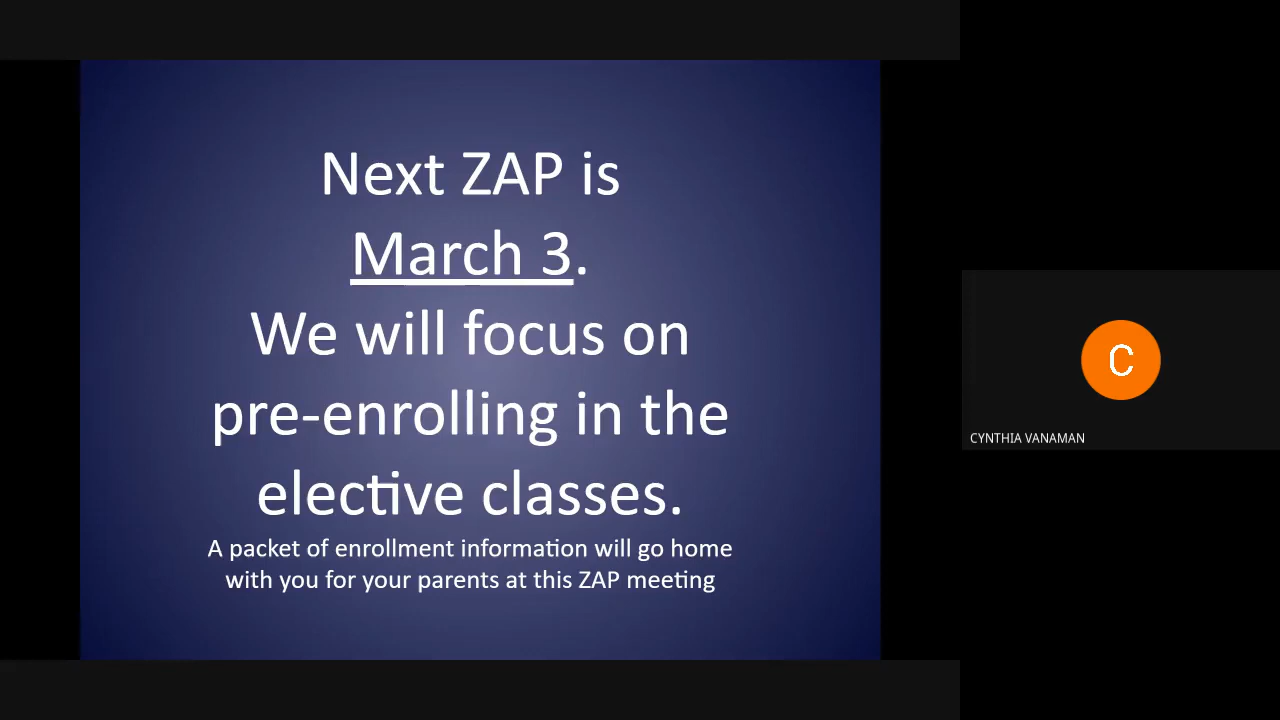 Next ZAP is
March 3.
We will focus on
pre-enrolling in the
elective classes.
A packet of enrollment information will go home
with you for your parents at this ZAP meeting
C
CYNTHIA VANAMAN